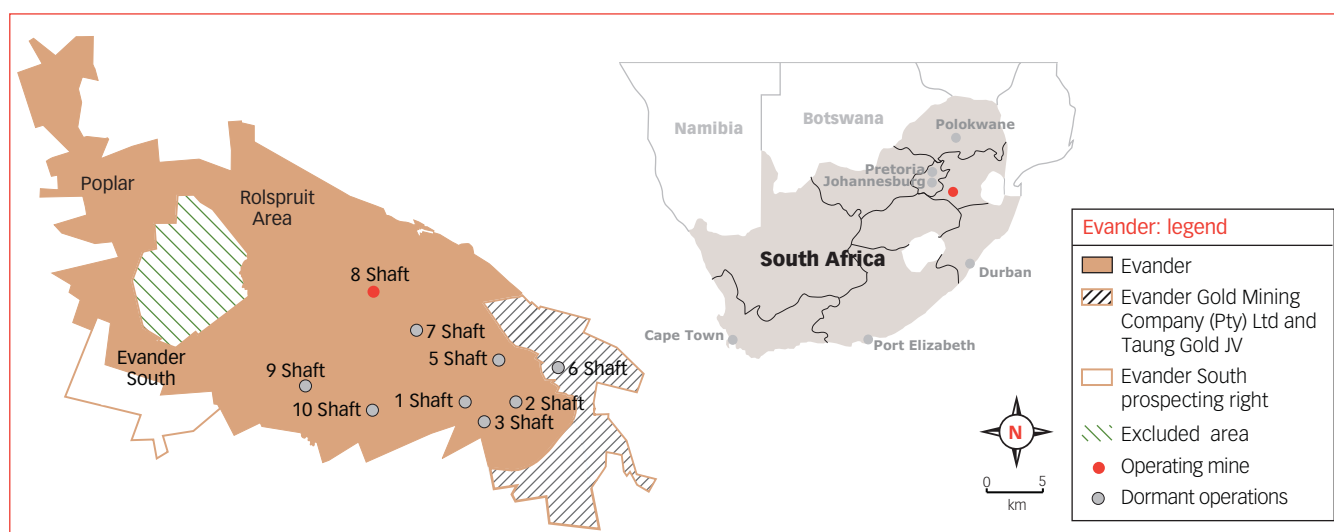 Poplar
Rolspruit
Area
8 Shaft
7 Shaft
5 Shaft
6 Shaft
Evander
South
9 Shaft
10 Shaft
1 Shaft
2 Shaft
3 Shaft
Namibia
Botswana
Polokwane
Pretoria
Johannesburg
South Africa
Durban
Cape Town
Port Elizabeth
N
0 5
km
Evander: legend
Evander
Evander Gold Mining
Company (Pty) Ltd and
Taung Gold JV
Evander South
prospecting right
Excluded area
Operating mine
Dormant operations